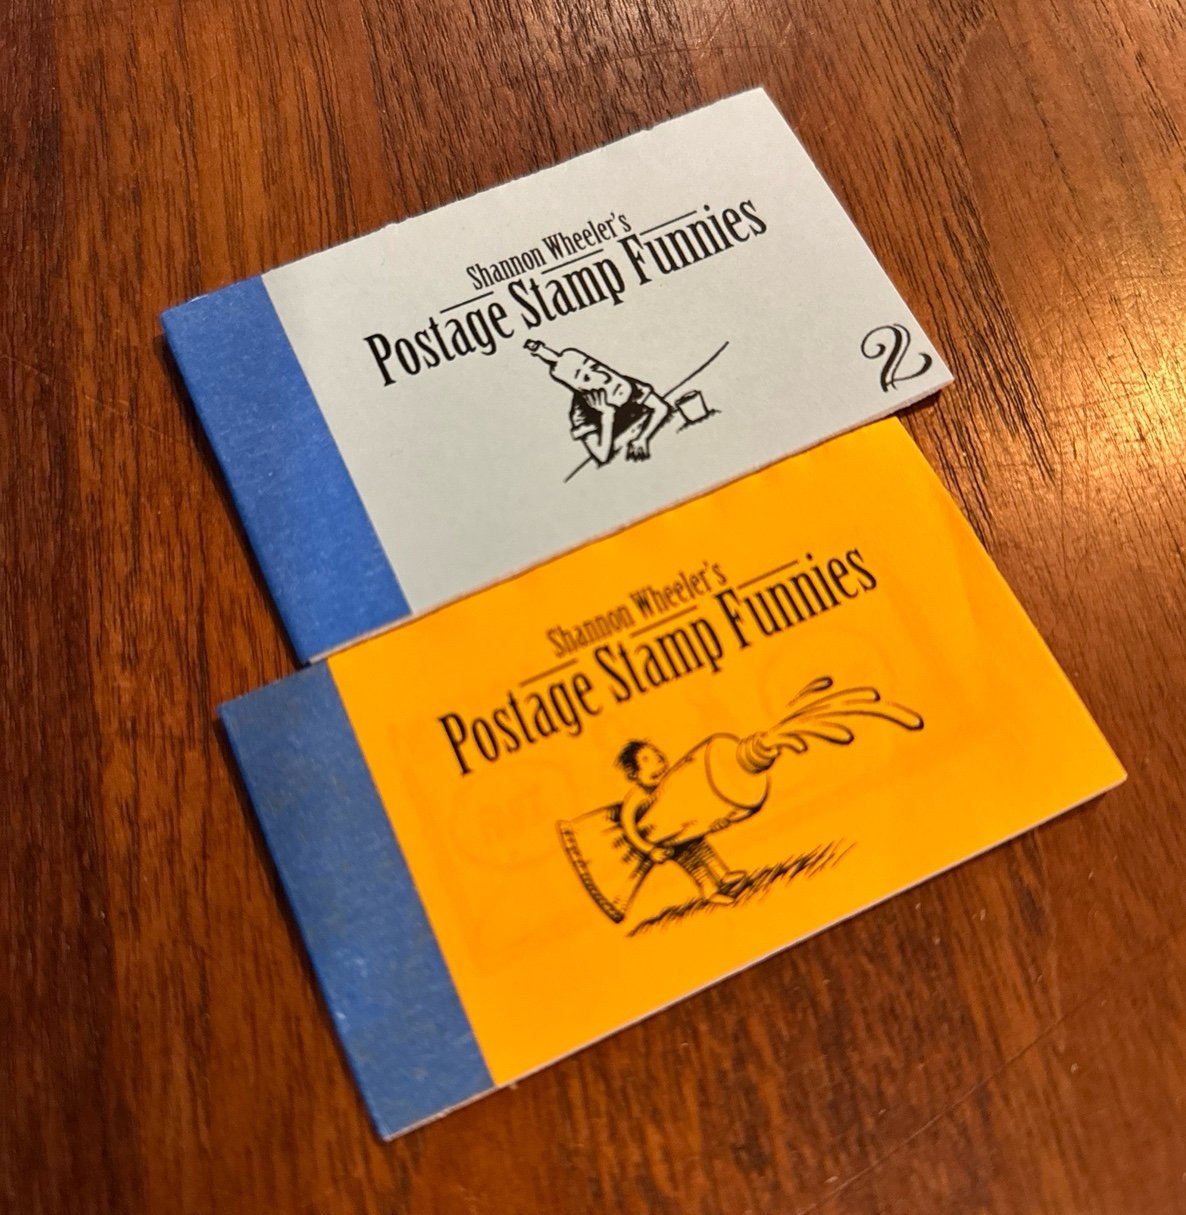 Shannon Wheeler's
Postage Stamp Funnies
2
Shannon Wheeler's
Postage Stamp Funnies